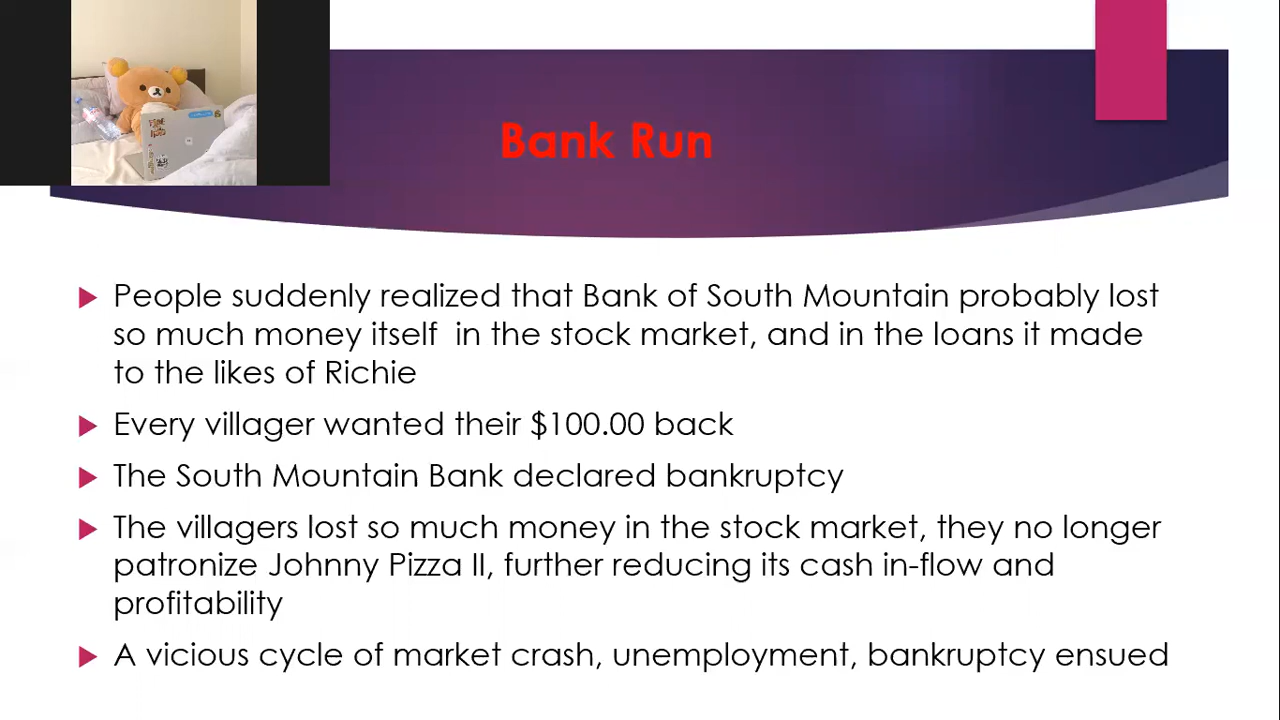 Bank Run
People suddenly realized that Bank of South Mountain probably lost
so much money itself  in the stock market, and in the loans it made
to the likes of Richie
Every villager wanted their $100.00 back
The South Mountain Bank declared bankruptcy
The villagers lost so much money in the stock market, they no longer
patronize Johnny Pizza II, further reducing its cash in-flow and
profitability
A vicious cycle of market crash, unemployment, bankruptcy ensued